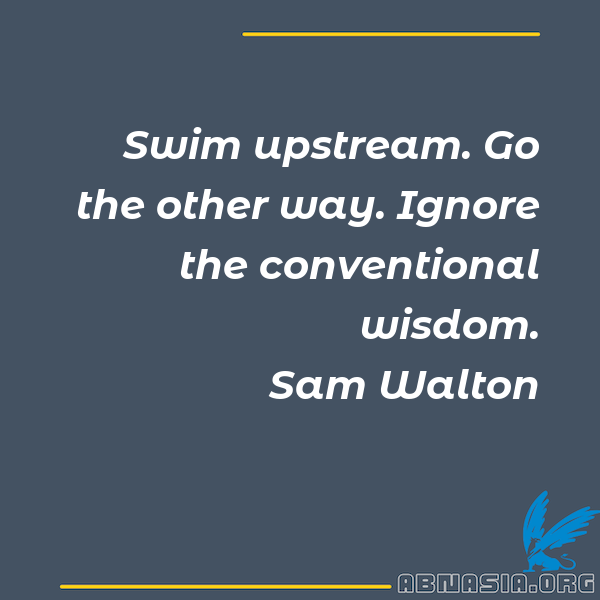 Swim upstream. Go
the other way. Ignore
the conventional
wisdom.
Sam Walton
ABNASIA.ORG